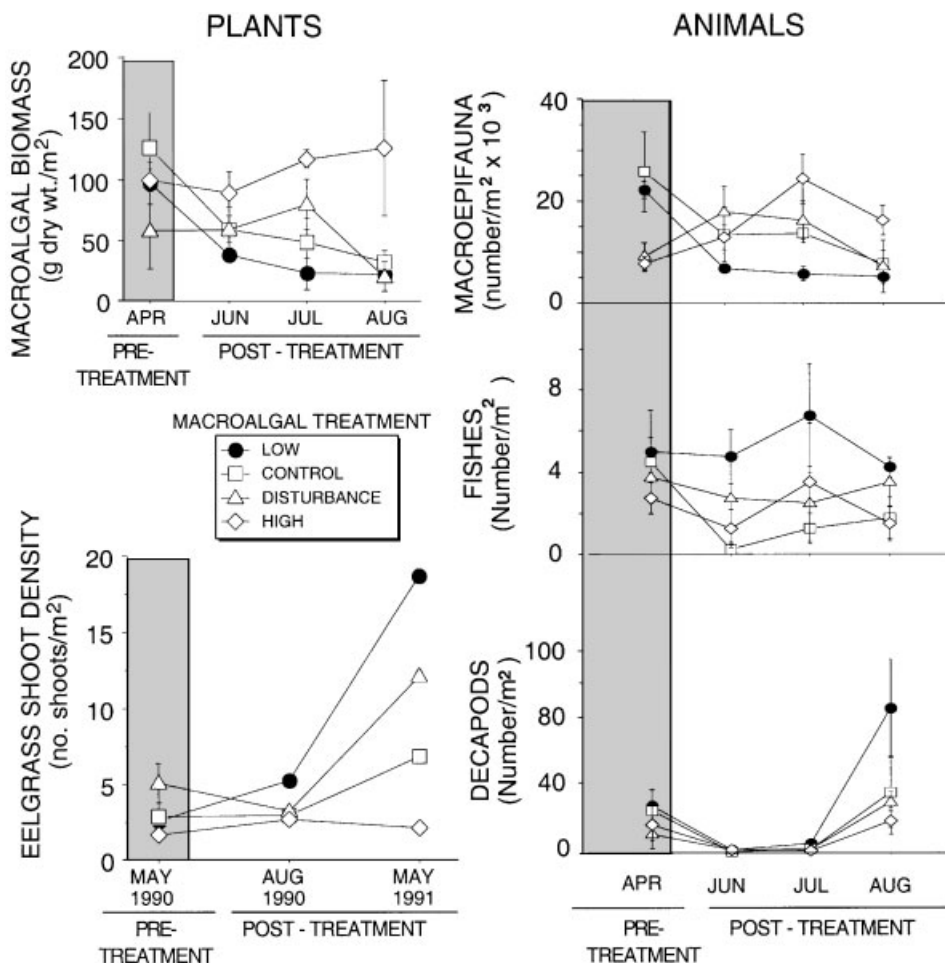 PLANTS
MACROALGAL BIOMASS
(g dry wt./m²)
200
150
100
50
0
APR
JUN
JUL
AUG
PRE-
TREATMENT
POST - TREATMENT
MACROALGAL TREATMENT
LOW
CONTROL
DISTURBANCE
HIGH
EELGRASS SHOOT DENSITY
(no. shoots/m²)
20
15
10
5
0
MAY
1990
AUG
1990
MAY
1991
PRE-
TREATMENT
POST - TREATMENT
ANIMALS
MACROEPIFAUNA
(number/m² x 10³)
40
20
0
FISHES
(Number/m²
)
8
4
0
DECAPODS
(Number/m²)
100
80
40
0
APR
JUN
JUL
AUG
PRE-
TREATMENT
POST - TREATMENT